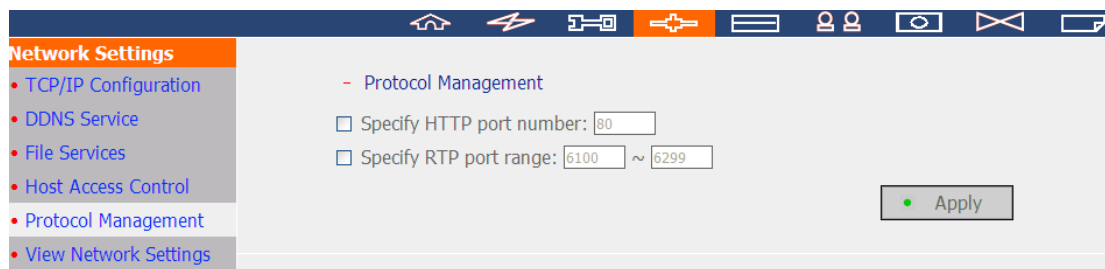 Network Settings
TCP/IP Configuration
DDNS Service
File Services
Host Access Control
Protocol Management
View Network Settings
– Protocol Management
Specify HTTP port number: 80
Specify RTP port range: 6100 ~ 6299
Apply